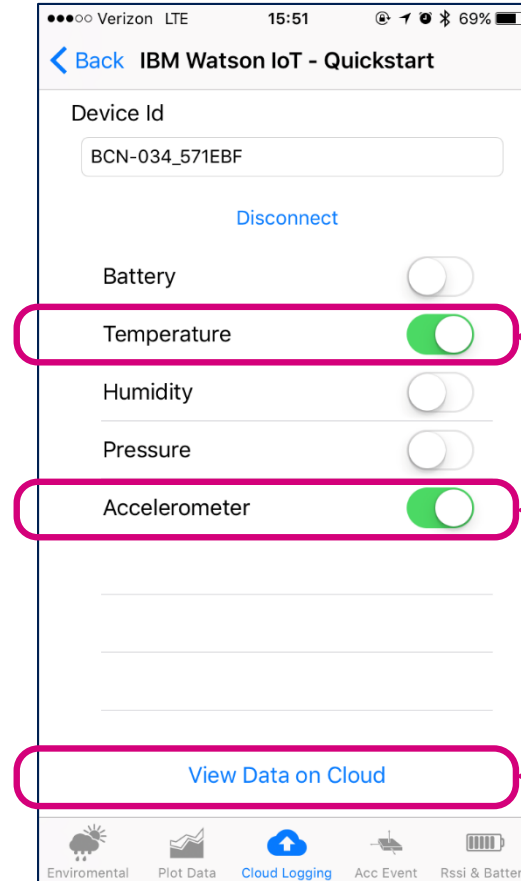 Verizon LTE 15:51 69%
Back IBM Watson IoT - Quickstart
Device Id
BCN-034_571EBF
Disconnect
Battery
Temperature
Humidity
Pressure
Accelerometer
View Data on Cloud
Enviromental Plot Data Cloud Logging Acc Event Rssi & Batter